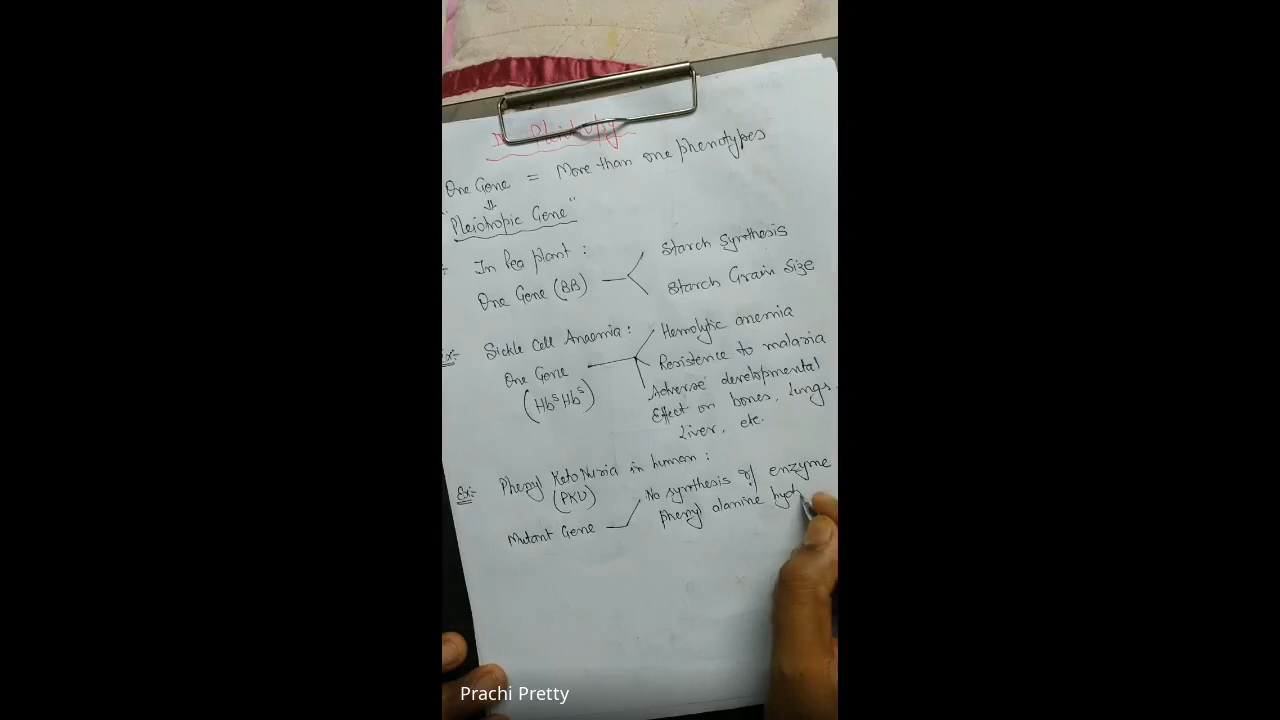 Pleiotropy
One Gene = More than one phenotypes
⇓
"Pleiotropic Gene"
In Pea plant :
One Gene (BB)
Starch Synthesis
Starch Grain Size
Ex:- Sickle Cell Anaemia :
One Gene
(HbˢHbˢ)
Hemolytic anemia
Resistence to malaria
Adverse developmental
Effect on bones, Lungs,
Liver, etc.
Ex:- Phenyl Keto Nuria in human :
(PKU)
Mutant Gene
No synthesis of enzyme
phenyl alanine hyd
Prachi Pretty